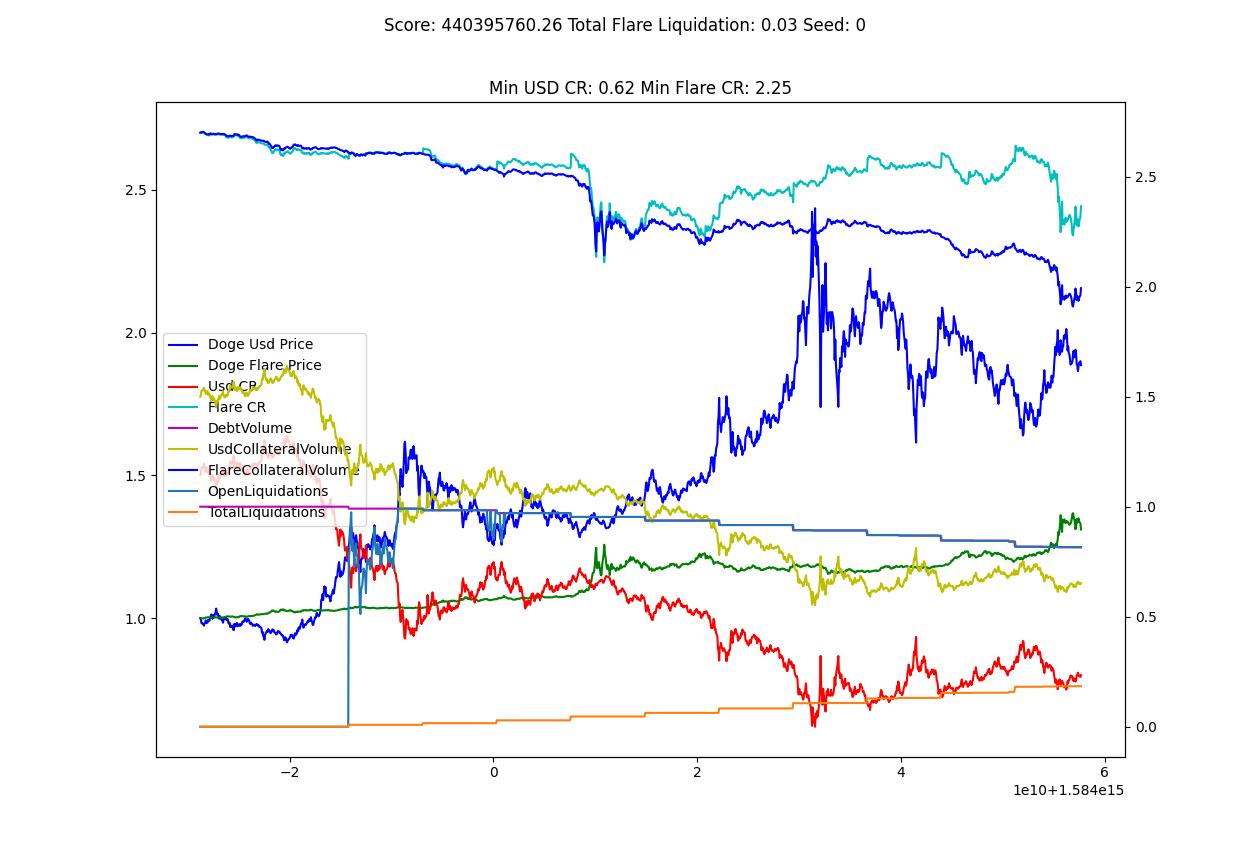 Score: 440395760.26 Total Flare Liquidation: 0.03 Seed: 0
Min USD CR: 0.62 Min Flare CR: 2.25
2.5
2.0
1.5
1.0
Doge Usd Price
Doge Flare Price
Usd CR
Flare CR
DebtVolume
UsdCollateralVolume
FlareCollateralVolume
OpenLiquidations
TotalLiquidations
2.5
2.0
1.5
1.0
0.5
0.0
−2 0 2 4 6
1e10+1.584e15